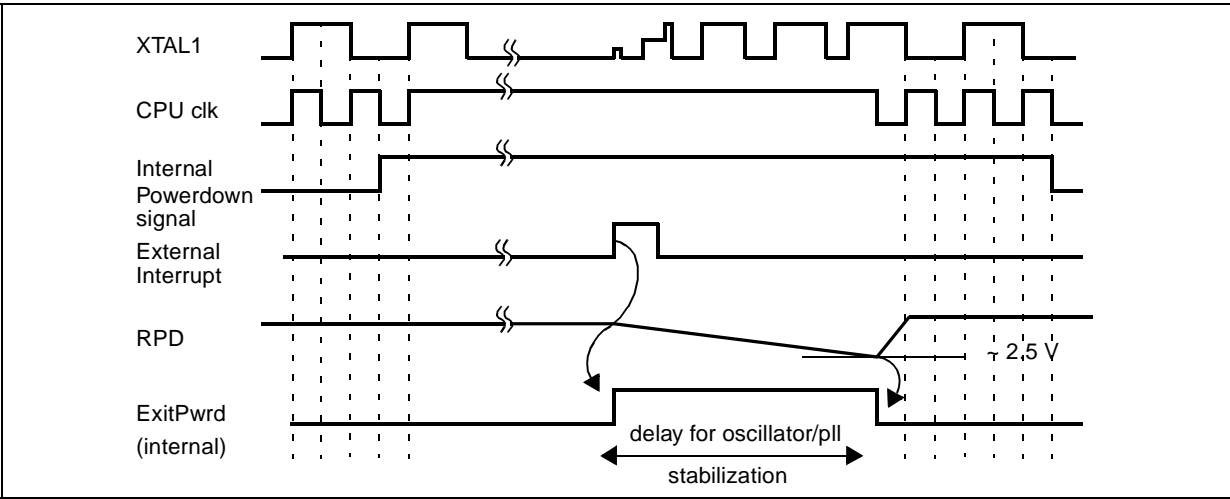 XTAL1
CPU clk
Internal
Powerdown
signal
External
Interrupt
RPD
~ 2.5 V
ExitPwrd
(internal)
delay for oscillator/pll
stabilization